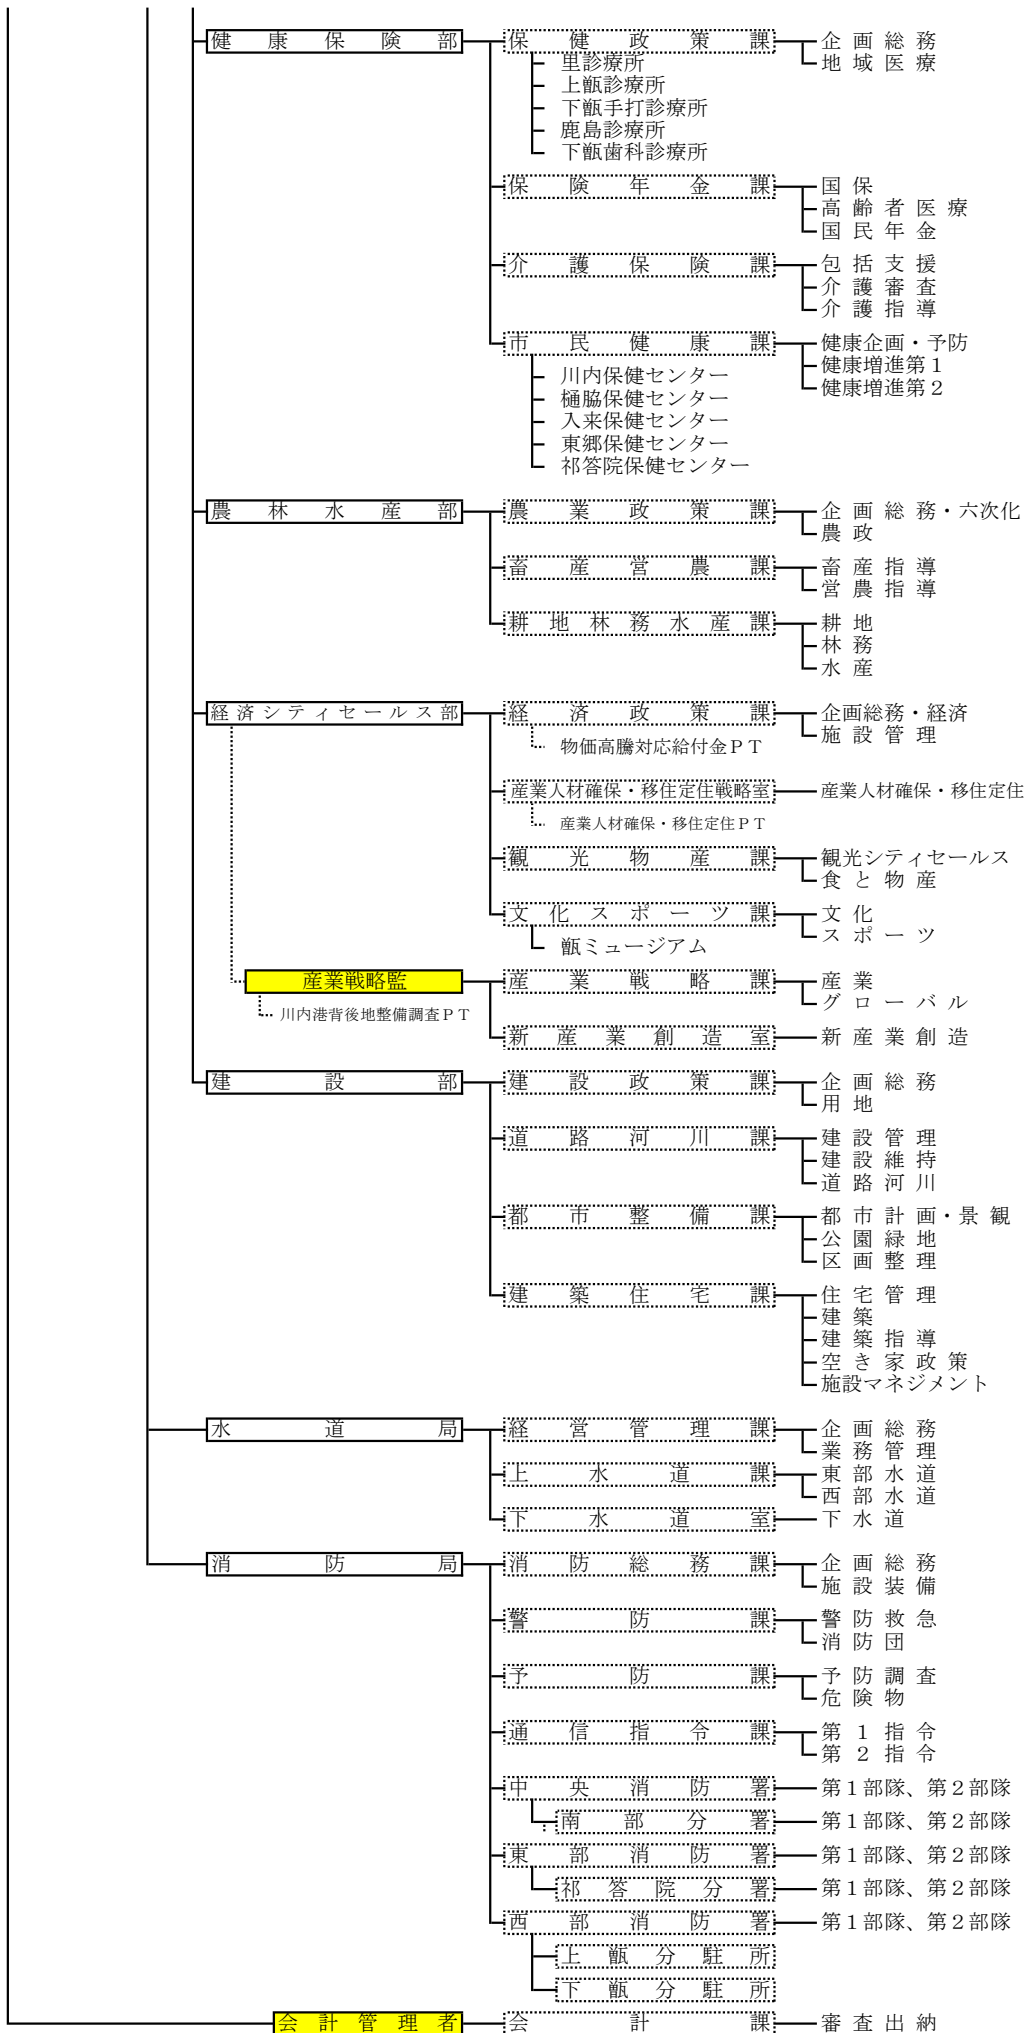 健康保険部 保健政策課 企画総務
地域医療
里診療所
上甑診療所
下甑手打診療所
鹿島診療所
下甑歯科診療所
保険年金課 国保
高齢者医療
国民年金
介護保険課 包括支援
介護審査
介護指導
市民健康課 健康企画・予防
健康増進第1
健康増進第2
川内保健センター
樋脇保健センター
入来保健センター
東郷保健センター
祁答院保健センター
農林水産部 農業政策課 企画総務・六次化
農政
畜産営農課 畜産指導
営農指導
耕地林務水産課 耕地
林務
水産
経済シティセールス部 経済政策課 企画総務・経済
施設管理
物価高騰対応給付金PT
産業人材確保・移住定住戦略室 産業人材確保・移住定住
産業人材確保・移住定住PT
観光物産課 観光シティセールス
食と物産
文化スポーツ課 文化
スポーツ
甑ミュージアム
産業戦略監 産業戦略課 産業
グローバル
川内港背後地整備調査PT
新産業創造室 新産業創造
建設部 建設政策課 企画総務
用地
道路河川課 建設管理
建設維持
道路河川
都市整備課 都市計画・景観
公園緑地
区画整理
建築住宅課 住宅管理
建築
建築指導
空き家政策
施設マネジメント
水道局 経営管理課 企画総務
業務管理
上水道課 東部水道
西部水道
下水道室 下水道
消防局 消防総務課 企画総務
施設装備
警防課 警防救急
消防団
予防課 予防調査
危険物
通信指令課 第1指令
第2指令
中央消防署 第1部隊、第2部隊
南部分署 第1部隊、第2部隊
東部消防署 第1部隊、第2部隊
祁答院分署 第1部隊、第2部隊
西部消防署 第1部隊、第2部隊
上甑分駐所
下甑分駐所
会計管理者 会計課 審査出納